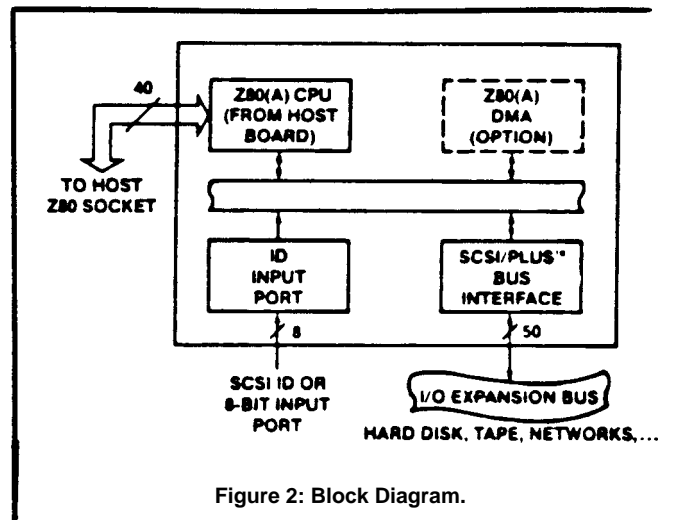 40
Z80(A) CPU
(FROM HOST
BOARD)
Z80(A)
DMA
(OPTION)
TO HOST
Z80 SOCKET
ID
INPUT
PORT
SCSI/PLUS™
BUS
INTERFACE
8
50
SCSI ID OR
8-BIT INPUT
PORT
I/O EXPANSION BUS
HARD DISK, TAPE, NETWORKS,...
Figure 2: Block Diagram.